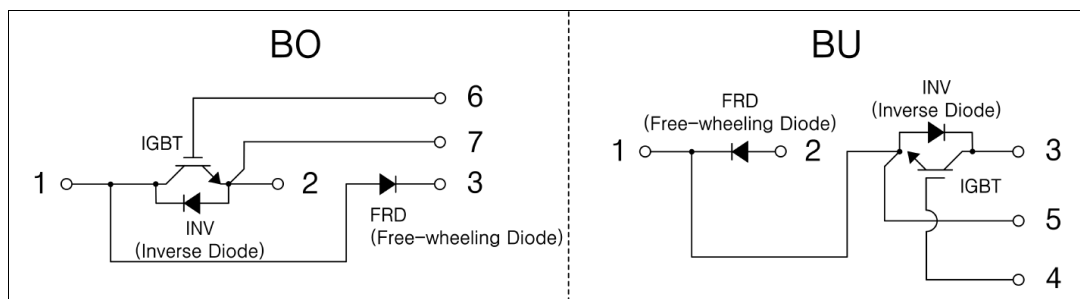 BO
6
IGBT
7
1
2
3
INV
(Inverse Diode)
FRD
(Free-wheeling Diode)
BU
INV
(Inverse Diode)
FRD
(Free-wheeling Diode)
1
2
3
IGBT
5
4